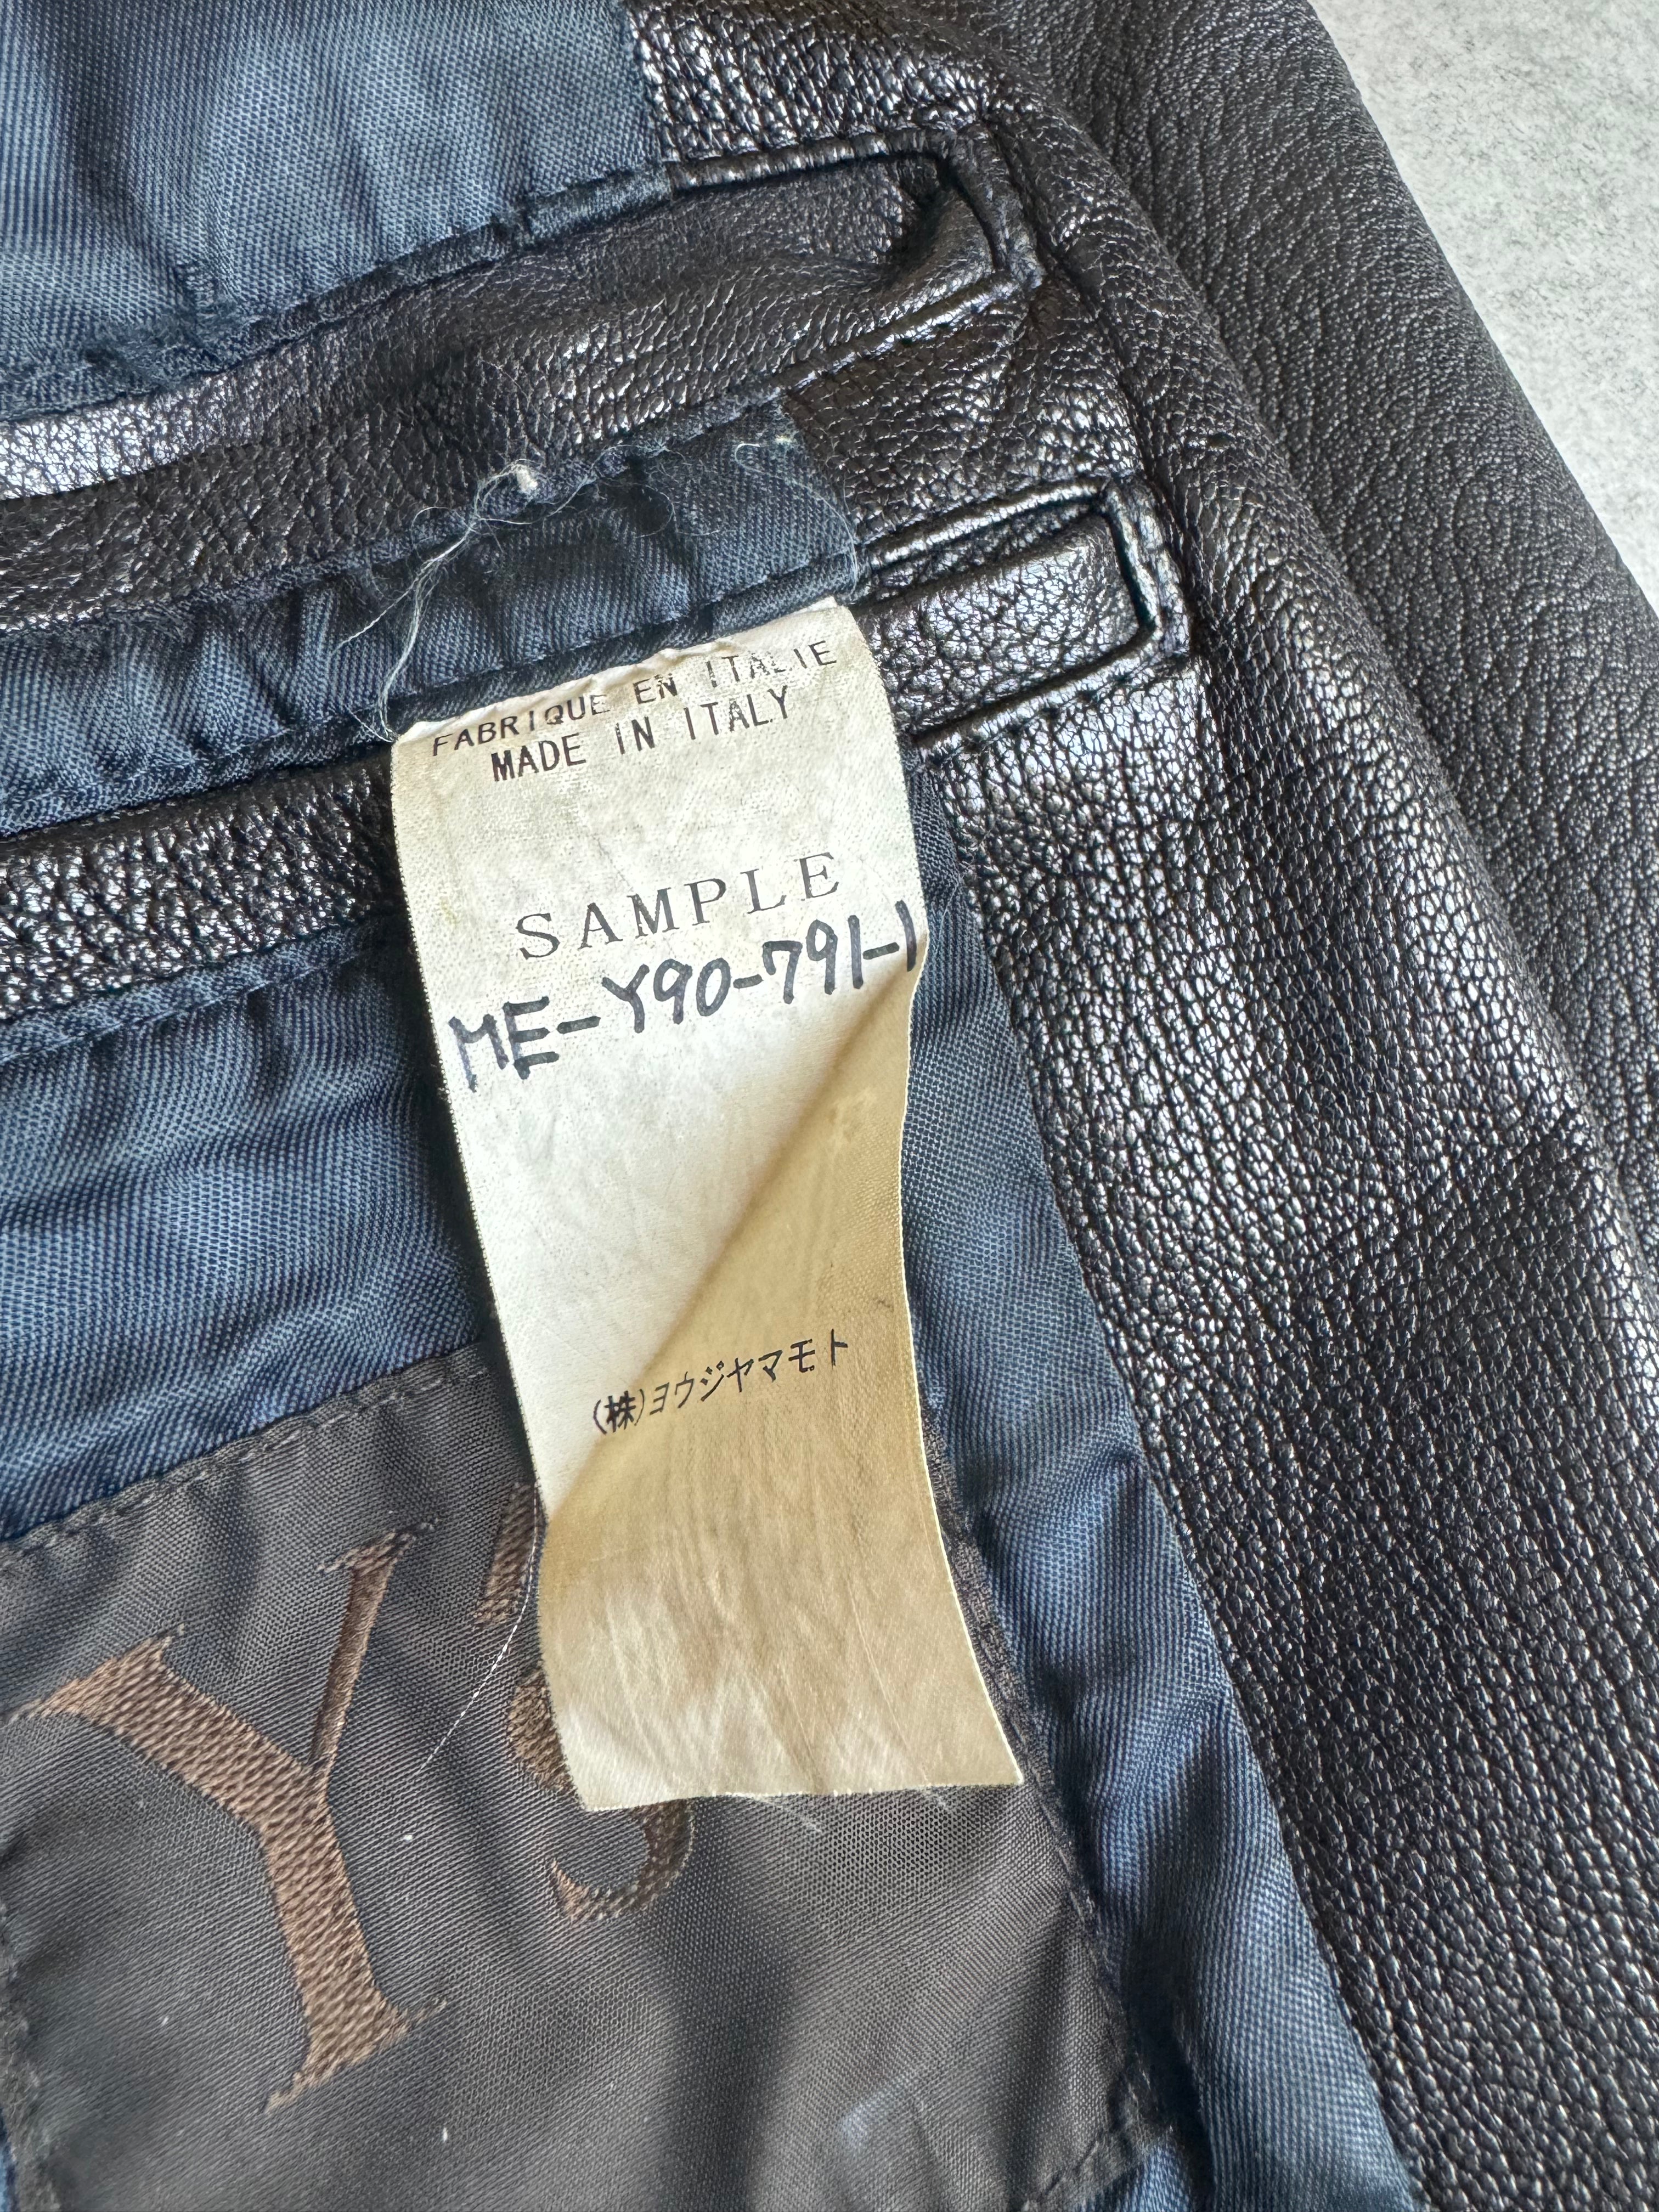 FABRIQUE EN ITALIE
MADE IN ITALY
SAMPLE
ME-Y90-791-1
(株)ヨウジヤマモト
Y's